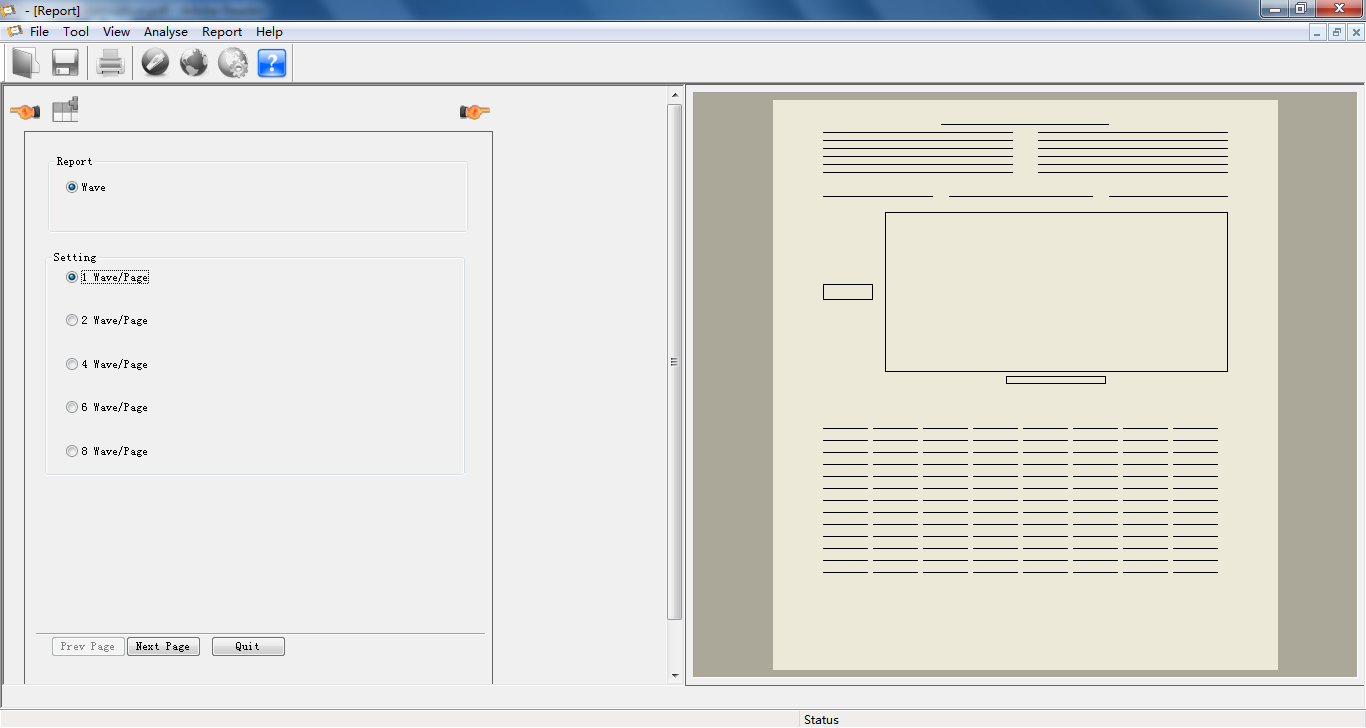 - [Report]
File Tool View Analyse Report Help
?
Report
Wave
Setting
1 Wave/Page
2 Wave/Page
4 Wave/Page
6 Wave/Page
8 Wave/Page
Prev Page Next Page Quit
Status